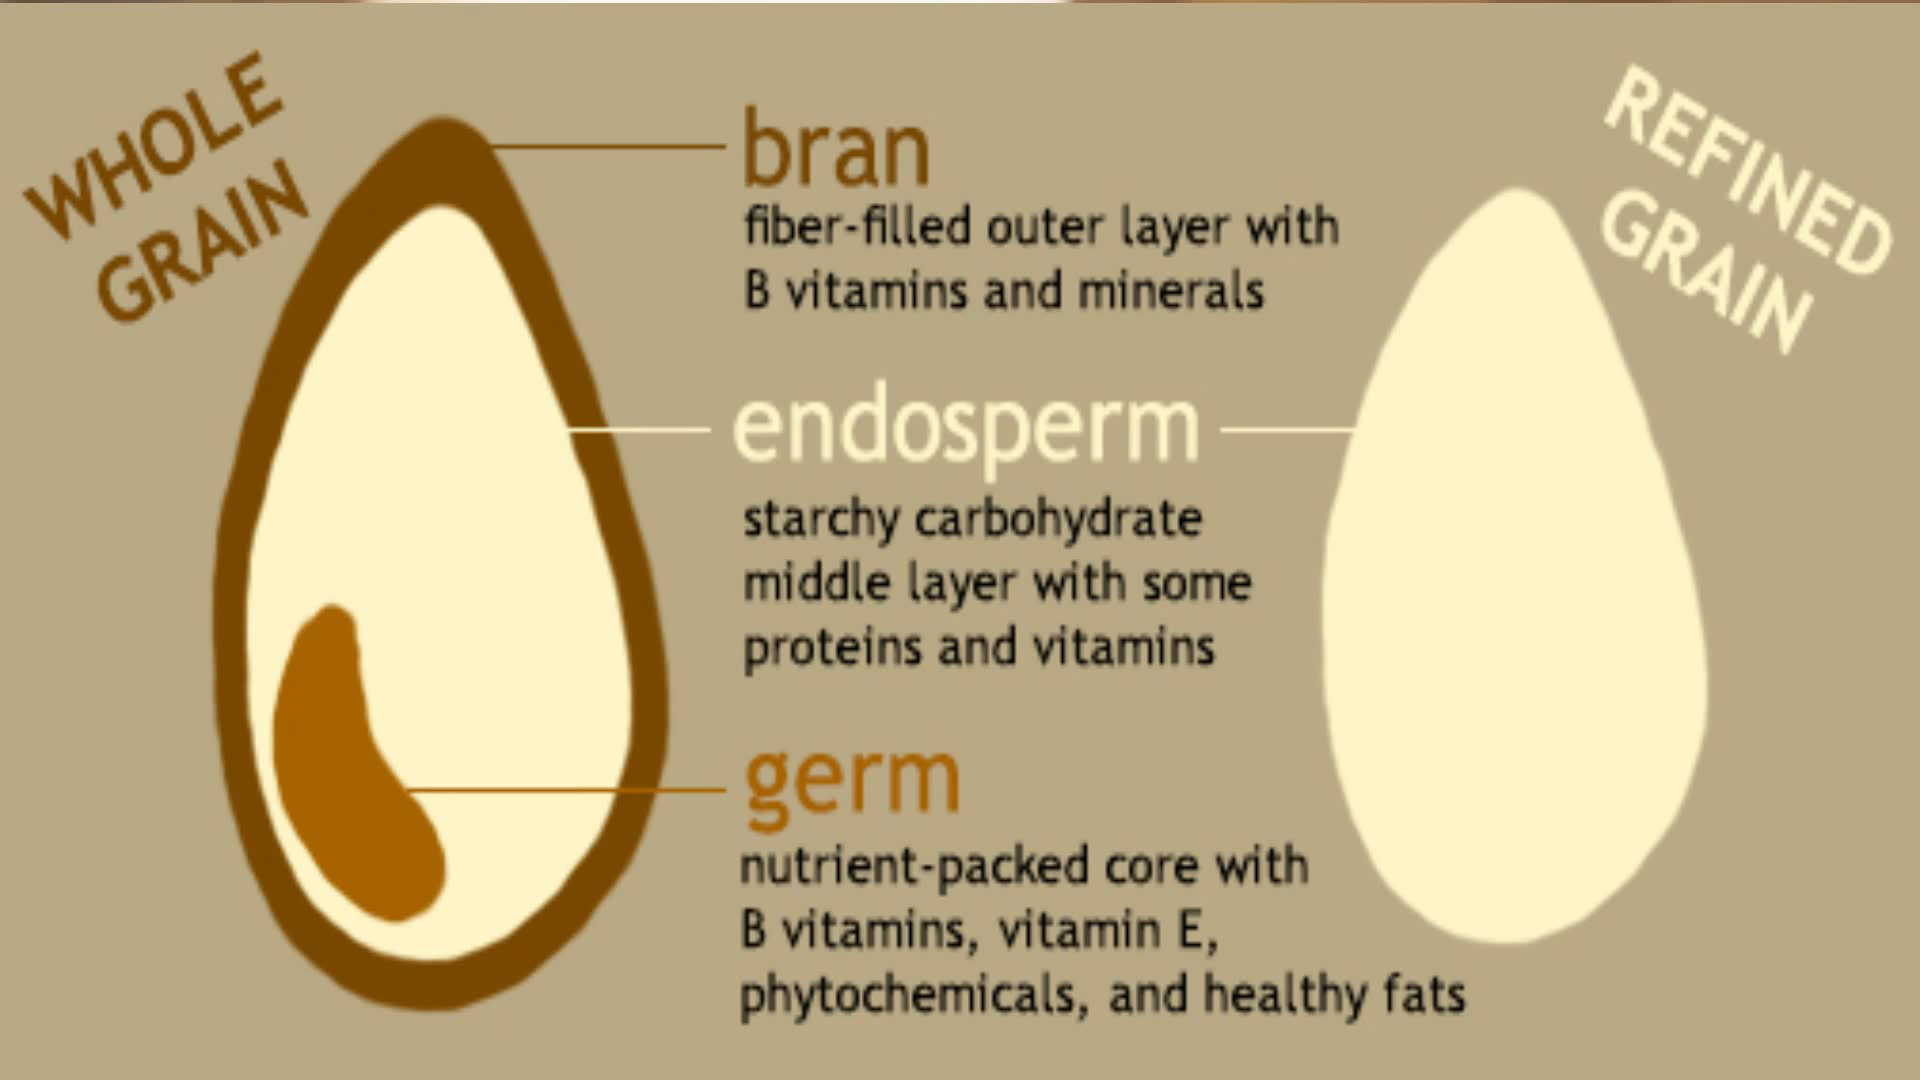 WHOLE
GRAIN
bran
fiber-filled outer layer with
B vitamins and minerals
endosperm
starchy carbohydrate
middle layer with some
proteins and vitamins
germ
nutrient-packed core with
B vitamins, vitamin E,
phytochemicals, and healthy fats
REFINED
GRAIN